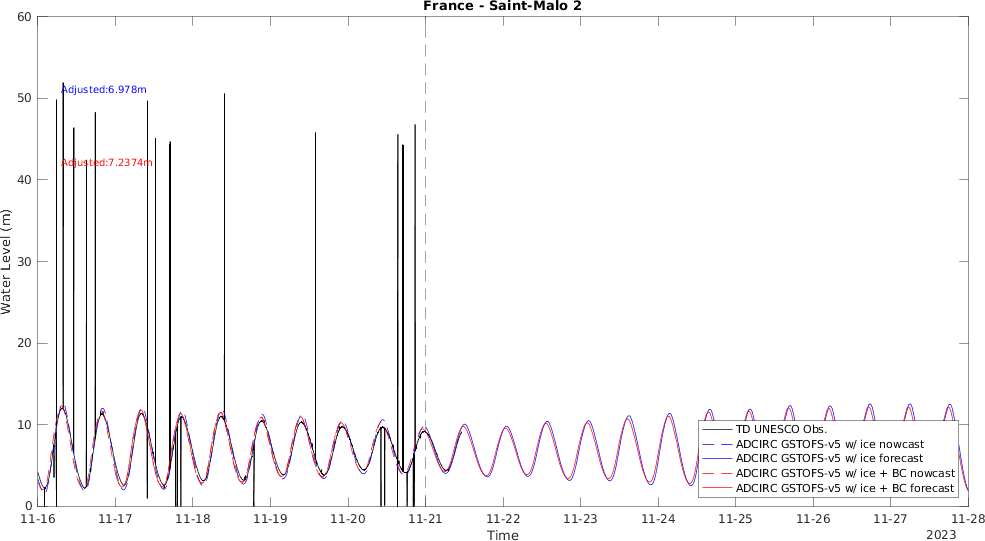 France - Saint-Malo 2
60
50
40
30
20
10
0
Water Level (m)
Adjusted:6.978m
Adjusted:7.2374m
TD UNESCO Obs.
ADCIRC GSTOFS-v5 w/ ice nowcast
ADCIRC GSTOFS-v5 w/ ice forecast
ADCIRC GSTOFS-v5 w/ ice + BC nowcast
ADCIRC GSTOFS-v5 w/ ice + BC forecast
11-16 11-17 11-18 11-19 11-20 11-21 11-22 11-23 11-24 11-25 11-26 11-27 11-28
Time
2023